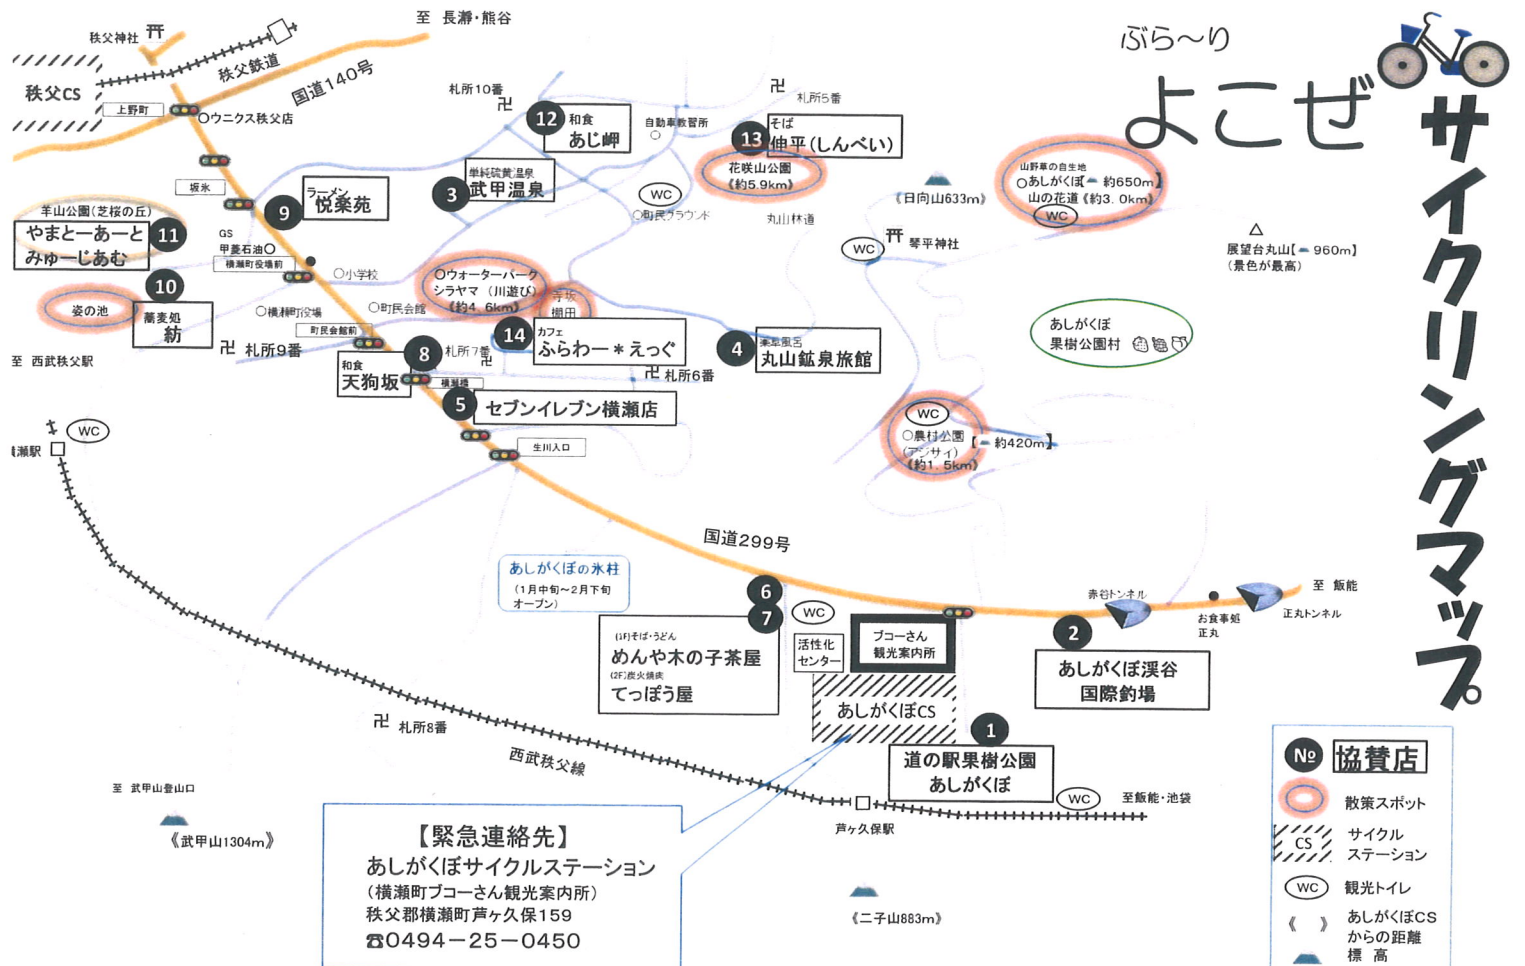 ぶら～り
よこぜ
サイクリングマップ
至 長瀞・熊谷
秩父神社
秩父鉄道
国道140号
秩父CS
上野町
○ウニクス秩父店
札所10番
12
和食
あじ岬
自動車教習所
札所5番
13
そば
伸平(しんべい)
花咲山公園
《約5.9km》
山野草の自生地
○あしがくぼ【 約650m】
山の花道《約3.0km》
WC
坂氷
9
ラーメン
悦楽苑
3
単純硫黄温泉
武甲温泉
WC
○町民グラウンド
丸山林道
《日向山633m》
WC
琴平神社
展望台丸山【 960m】
(景色が最高)
羊山公園(芝桜の丘)
やまとーあーと
みゅーじあむ
11
GS
甲菱石油○
横瀬町役場前
○小学校
○ウォーターパーク
シラヤマ (川遊び)
《約4.6km》
寺坂
棚田
姿の池
10
蕎麦処
紡
○横瀬町役場
○町民会館
町民会館前
札所9番
至 西武秩父駅
8
和食
天狗坂
札所7番
横瀬橋
14
カフェ
ふらわー＊えっぐ
札所6番
4
薬草風呂
丸山鉱泉旅館
あしがくぼ
果樹公園村
5
セブンイレブン横瀬店
生川入口
WC
○農村公園
(アジサイ)
《約1.5km》
【 約420m】
WC
瀬駅
国道299号
あしがくぼの氷柱
(1月中旬～2月下旬
オープン)
6
7
(1F)そば・うどん
めんや木の子茶屋
(2F)炭火焼肉
てっぽう屋
WC
活性化
センター
ブコーさん
観光案内所
あしがくぼCS
2
あしがくぼ渓谷
国際釣場
赤谷トンネル
お食事処
正丸
正丸トンネル
至 飯能
1
道の駅果樹公園
あしがくぼ
札所8番
西武秩父線
芦ヶ久保駅
WC
至飯能・池袋
至 武甲山登山口
《武甲山1304m》
《二子山883m》
【緊急連絡先】
あしがくぼサイクルステーション
(横瀬町ブコーさん観光案内所)
秩父郡横瀬町芦ヶ久保159
☎0494－25－0450
№
協賛店
散策スポット
CS
サイクル
ステーション
WC
観光トイレ
《 》
あしがくぼCS
からの距離
標 高